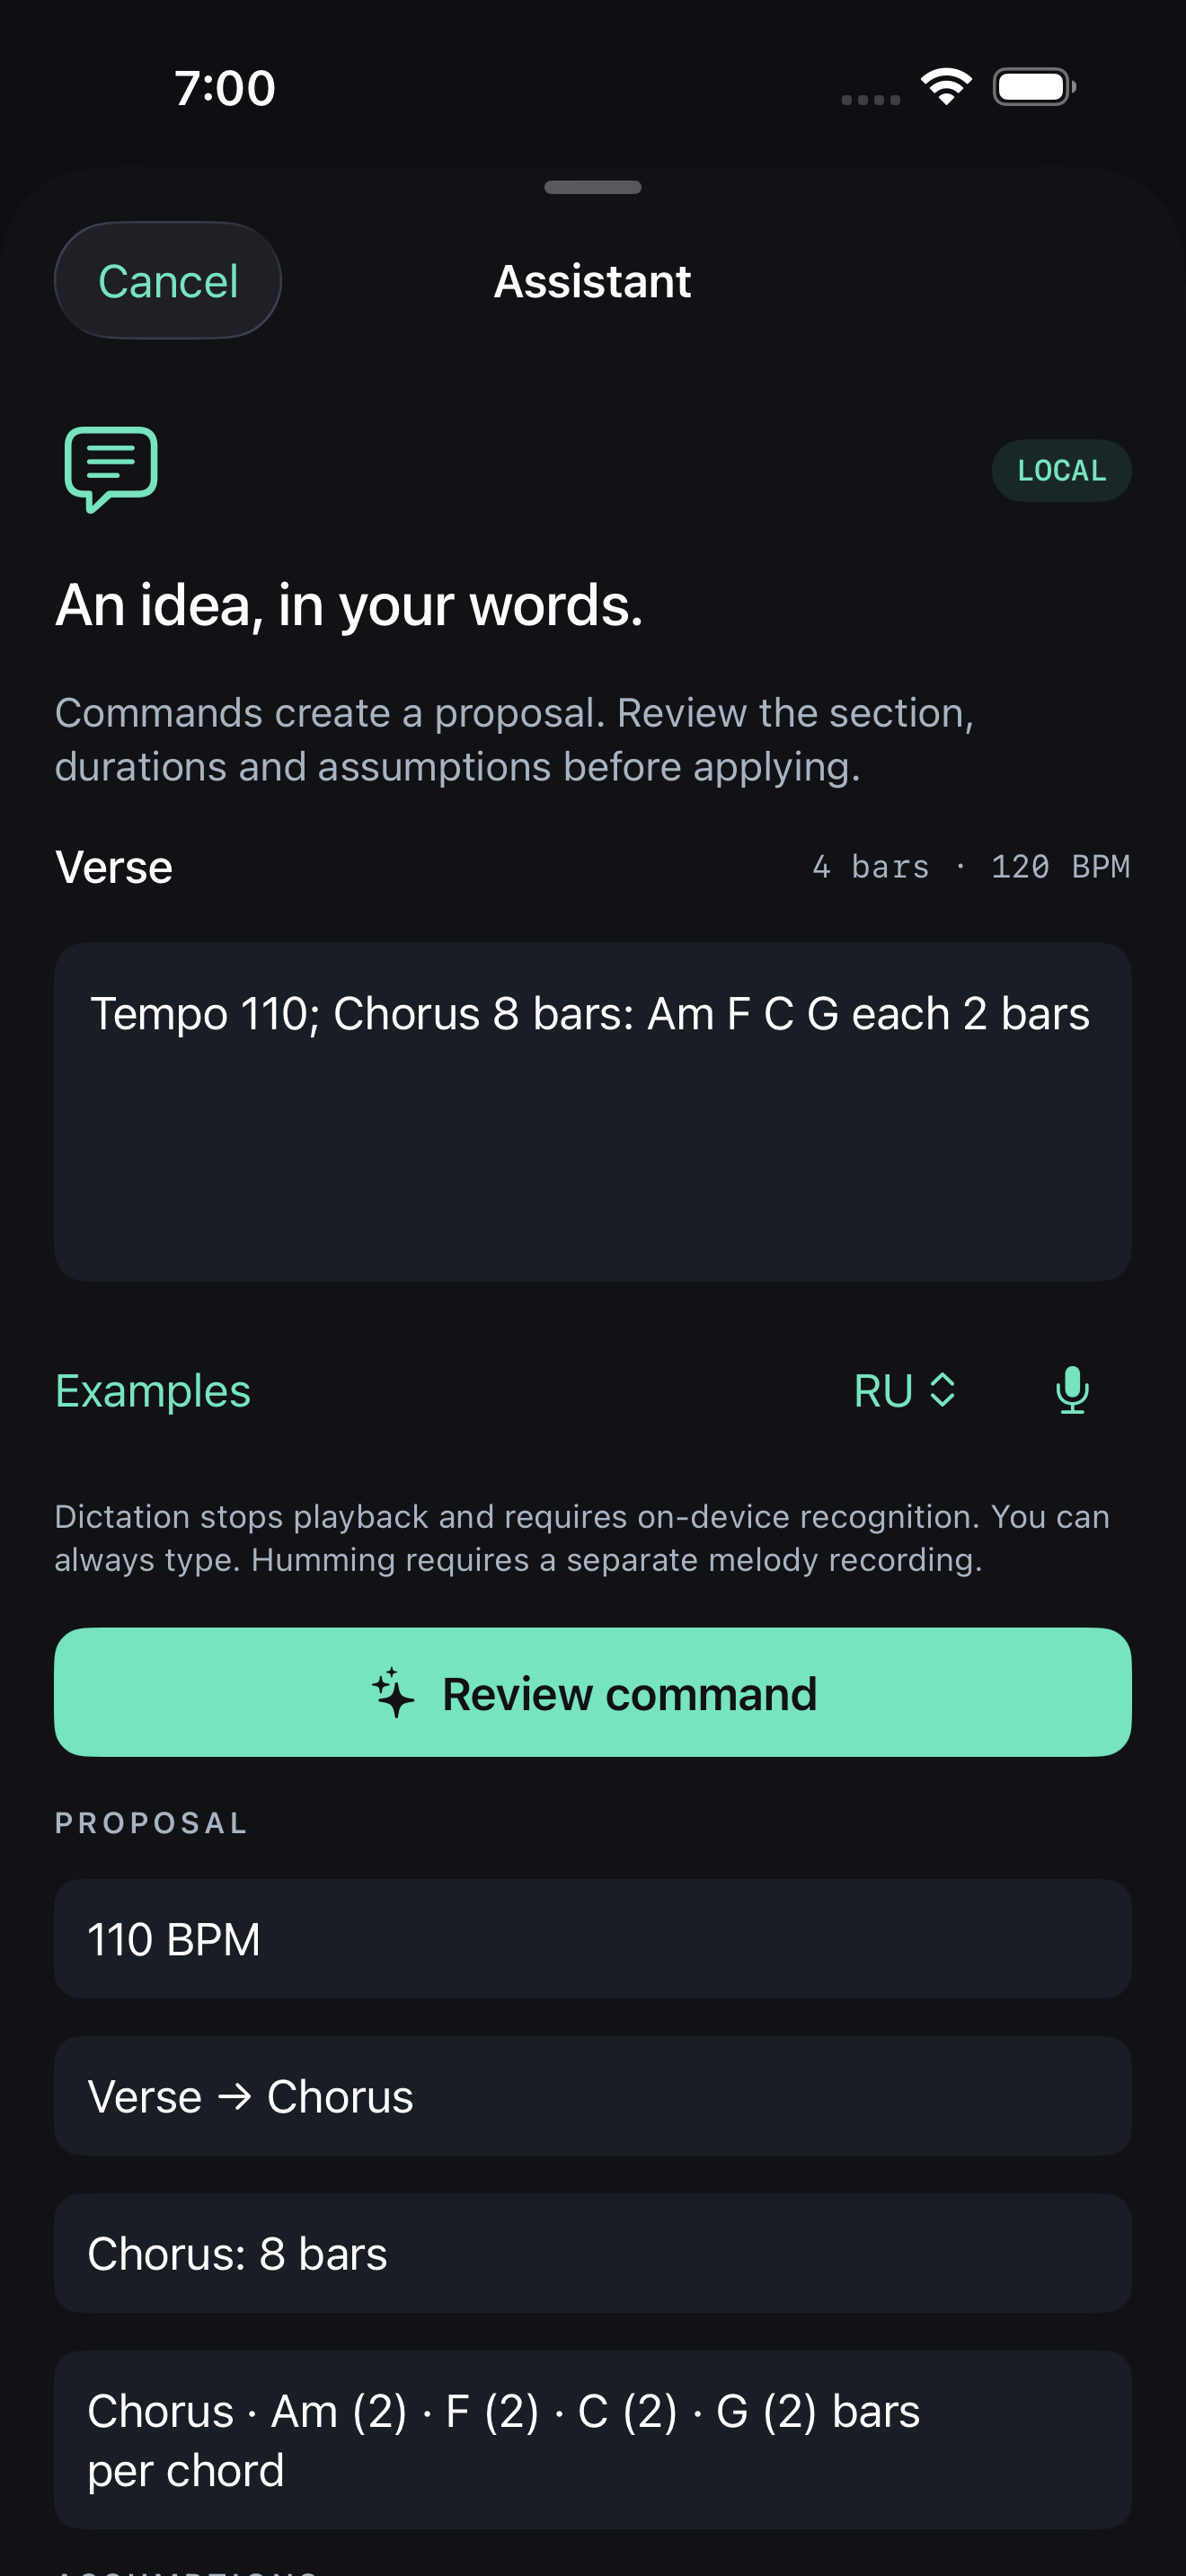 7:00
Cancel
Assistant
LOCAL
An idea, in your words.
Commands create a proposal. Review the section,
durations and assumptions before applying.
Verse
4 bars · 120 BPM
Tempo 110; Chorus 8 bars: Am F C G each 2 bars
Examples
RU
Dictation stops playback and requires on-device recognition. You can
always type. Humming requires a separate melody recording.
Review command
PROPOSAL
110 BPM
Verse → Chorus
Chorus: 8 bars
Chorus · Am (2) · F (2) · C (2) · G (2) bars
per chord